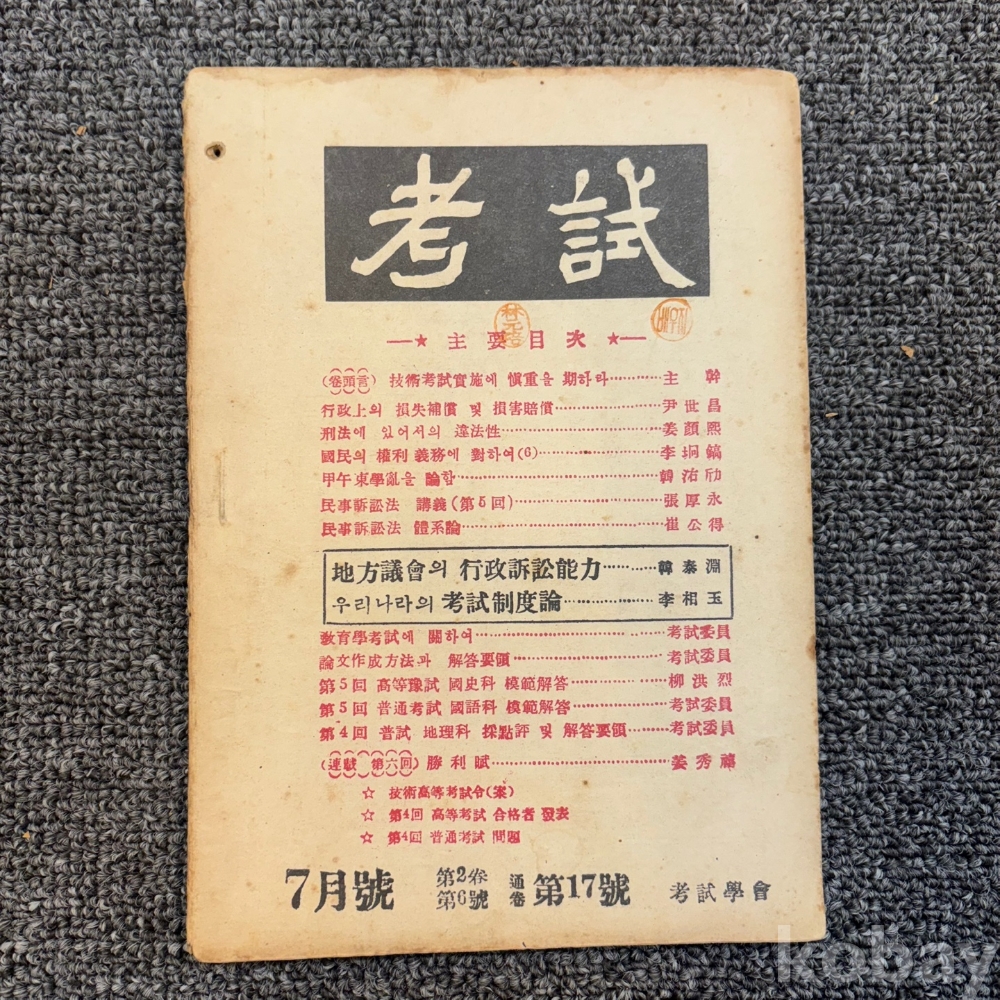 考試
主要目次
(卷頭言) 技術考試實施에 愼重을 期하라 主幹
行政上의 損失補償 및 損害賠償 尹世昌
刑法에 있어서의 違法性 姜顔熙
國民의 權利義務에 對하여(6) 李坰鎬
甲午東學亂을 論함 韓㳓劤
民事訴訟法 講義(第5回) 張厚永
民事訴訟法 體系論 崔公得
地方議會의 行政訴訟能力 韓泰淵
우리나라의 考試制度論 李相玉
敎育學考試에 關하여 考試委員
論文作成方法과 解答要領 考試委員
第5回 高等豫試 國史科 模範解答 柳洪烈
第5回 普通考試 國語科 模範解答 考試委員
第4回 普試 地理科 採點評 및 解答要領 考試委員
(連載 第六回) 勝利賦 姜秀
☆ 技術高等考試令(案)
☆ 第4回 高等考試 合格者 發表
☆ 第4回 普通考試 問題
7月號 第2卷 第6號 通卷 第17號 考試學會
kobay